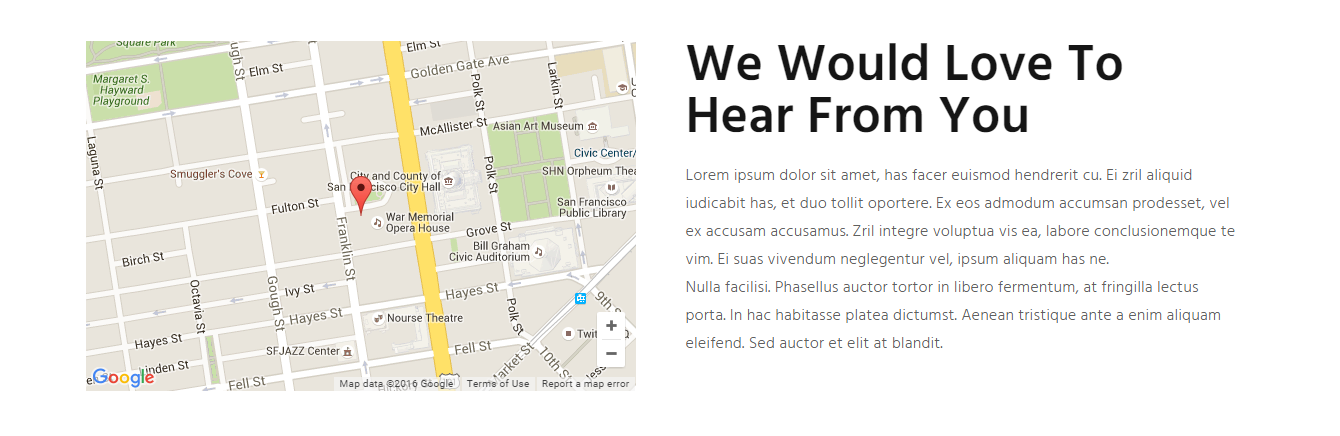 Square Park
ugh St
Elm St
Elm St
Golden Gate Ave
Margaret S.
Hayward
Playground
Polk St
Larkin St
McAllister St
Asian Art Museum
Laguna St
Civic Center/
Smuggler's Cove
City and County of
San Francisco City Hall
Polk St
SHN Orpheum Thea
San Francisco
Public Library
Fulton St
War Memorial
Opera House
Franklin St
Grove St
Bill Graham
Civic Auditorium
Birch St
Octavia St
Gough St
Ivy St
Hayes St
Polk St
9th S
Hayes St
Nourse Theatre
Hayes St
SFJAZZ Center
Fell St
Market St
10th St
Twit
Linden St
Fell St
+
−
Google
Map data ©2016 Google
Terms of Use
Report a map error
We Would Love To
Hear From You
Lorem ipsum dolor sit amet, has facer euismod hendrerit cu. Ei zril aliquid
iudicabit has, et duo tollit oportere. Ex eos admodum accumsan prodesset, vel
ex accusam accusamus. Zril integre voluptua vis ea, labore conclusionemque te
vim. Ei suas vivendum neglegentur vel, ipsum aliquam has ne.
Nulla facilisi. Phasellus auctor tortor in libero fermentum, at fringilla lectus
porta. In hac habitasse platea dictumst. Aenean tristique ante a enim aliquam
eleifend. Sed auctor et elit at blandit.